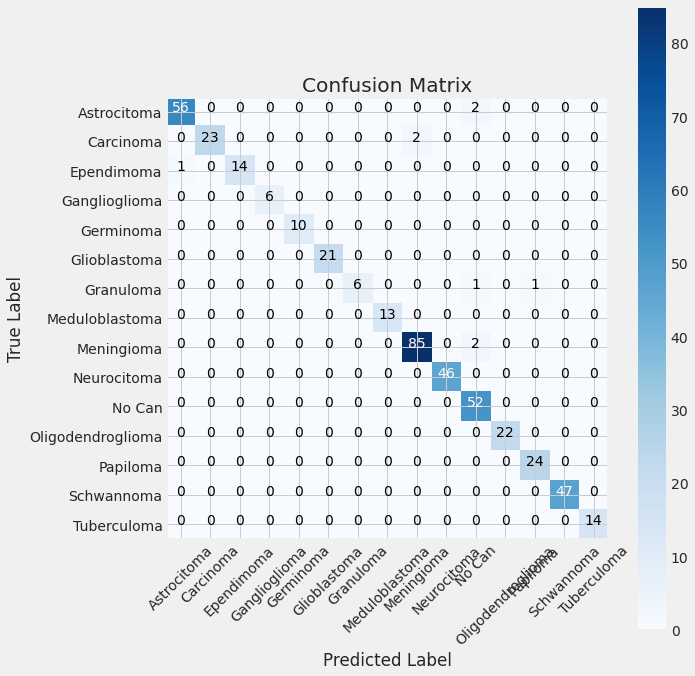 Confusion Matrix
Astrocitoma 56 0 0 0 0 0 0 0 0 0 2 0 0 0 0
Carcinoma 0 23 0 0 0 0 0 0 2 0 0 0 0 0 0
Ependimoma 1 0 14 0 0 0 0 0 0 0 0 0 0 0 0
Ganglioglioma 0 0 0 6 0 0 0 0 0 0 0 0 0 0 0
Germinoma 0 0 0 0 10 0 0 0 0 0 0 0 0 0 0
Glioblastoma 0 0 0 0 0 21 0 0 0 0 0 0 0 0 0
Granuloma 0 0 0 0 0 0 6 0 0 0 1 0 1 0 0
Meduloblastoma 0 0 0 0 0 0 0 13 0 0 0 0 0 0 0
Meningioma 0 0 0 0 0 0 0 0 85 0 2 0 0 0 0
Neurocitoma 0 0 0 0 0 0 0 0 0 46 0 0 0 0 0
No Can 0 0 0 0 0 0 0 0 0 0 52 0 0 0 0
Oligodendroglioma 0 0 0 0 0 0 0 0 0 0 0 22 0 0 0
Papiloma 0 0 0 0 0 0 0 0 0 0 0 0 24 0 0
Schwannoma 0 0 0 0 0 0 0 0 0 0 0 0 0 47 0
Tuberculoma 0 0 0 0 0 0 0 0 0 0 0 0 0 0 14
True Label
Astrocitoma
Carcinoma
Ependimoma
Ganglioglioma
Germinoma
Glioblastoma
Granuloma
Meduloblastoma
Meningioma
Neurocitoma
No Can
Oligodendroglioma
Papiloma
Schwannoma
Tuberculoma
Predicted Label
80
70
60
50
40
30
20
10
0